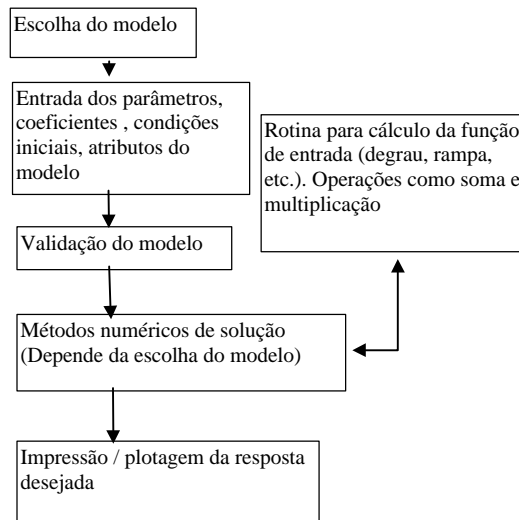 Escolha do modelo
Entrada dos parâmetros,
coeficientes , condições
iniciais, atributos do
modelo
Rotina para cálculo da função
de entrada (degrau, rampa,
etc.). Operações como soma e
multiplicação
Validação do modelo
Métodos numéricos de solução
(Depende da escolha do modelo)
Impressão / plotagem da resposta
desejada